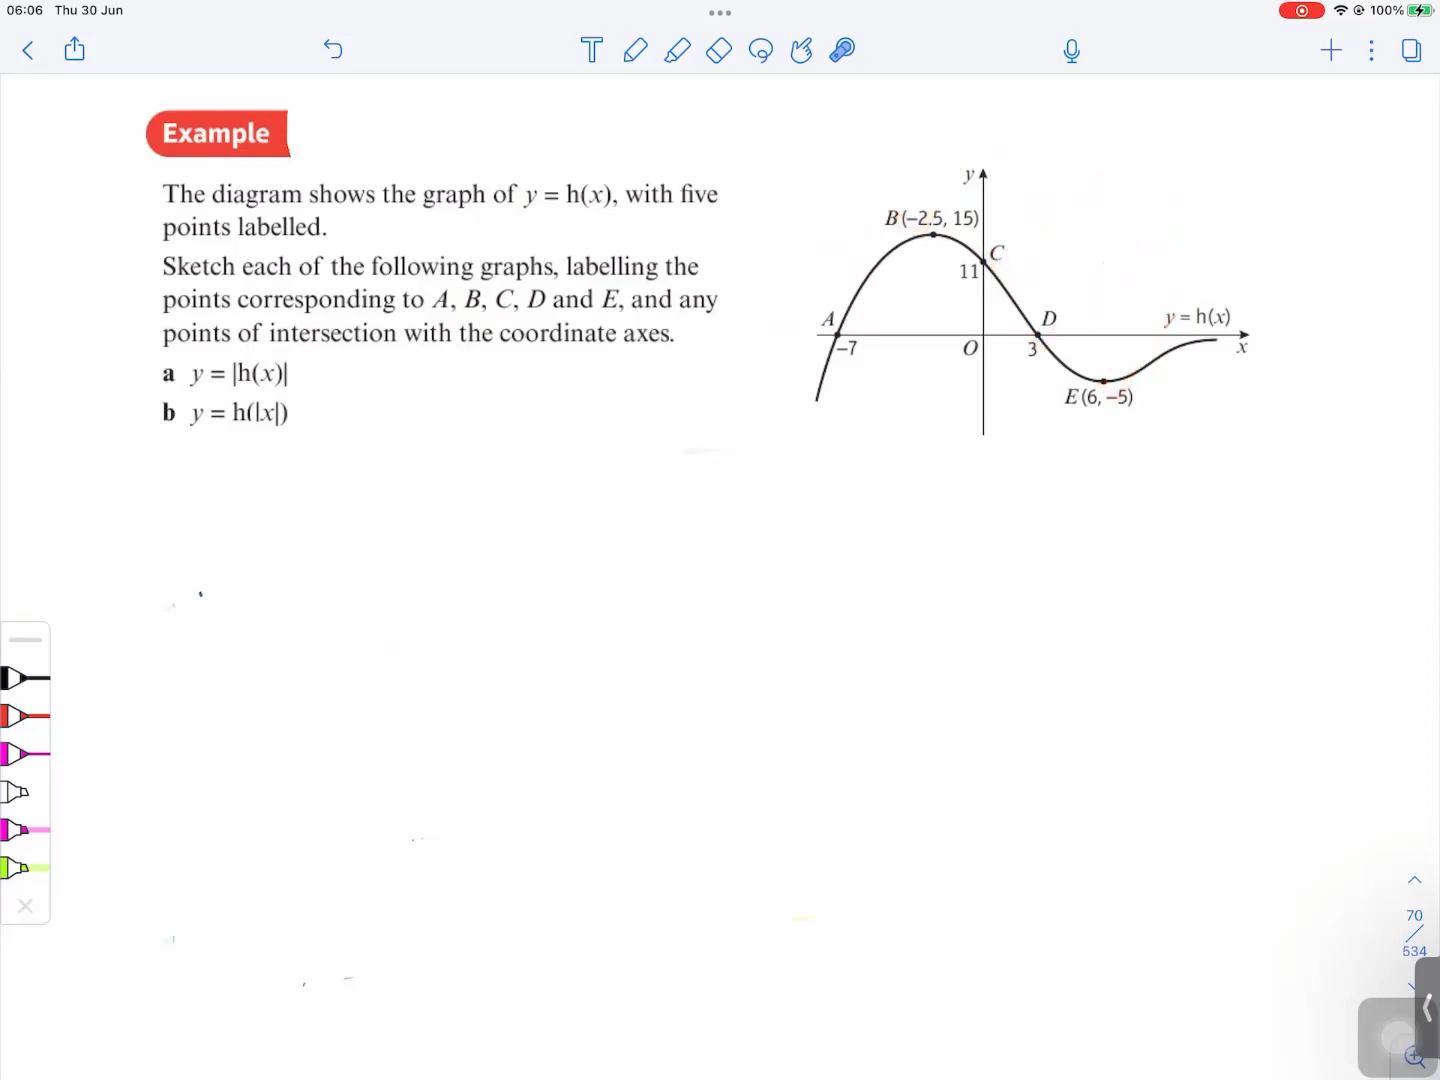 06:06 Thu 30 Jun
100%
Example
The diagram shows the graph of y = h(x), with five
points labelled.
Sketch each of the following graphs, labelling the
points corresponding to A, B, C, D and E, and any
points of intersection with the coordinate axes.
a y = |h(x)|
b y = h(|x|)
y
B(−2.5, 15)
C
11
A
D
y = h(x)
−7
O
3
x
E(6, −5)
70
534